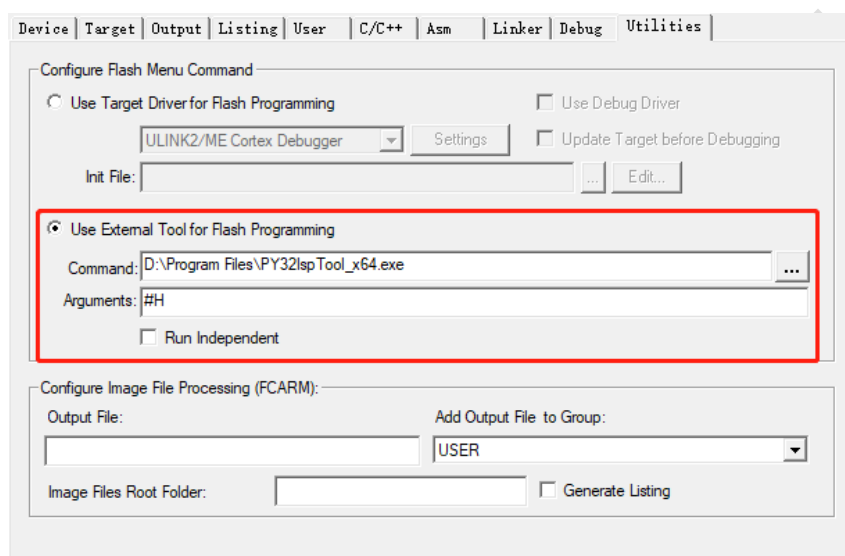 Device Target Output Listing User C/C++ Asm Linker Debug Utilities
Configure Flash Menu Command
Use Target Driver for Flash Programming
Use Debug Driver
ULINK2/ME Cortex Debugger
Settings
Update Target before Debugging
Init File:
...
Edit...
Use External Tool for Flash Programming
Command: D:\Program Files\PY32IspTool_x64.exe
...
Arguments: #H
Run Independent
Configure Image File Processing (FCARM):
Output File:
Add Output File to Group:
USER
Image Files Root Folder:
Generate Listing